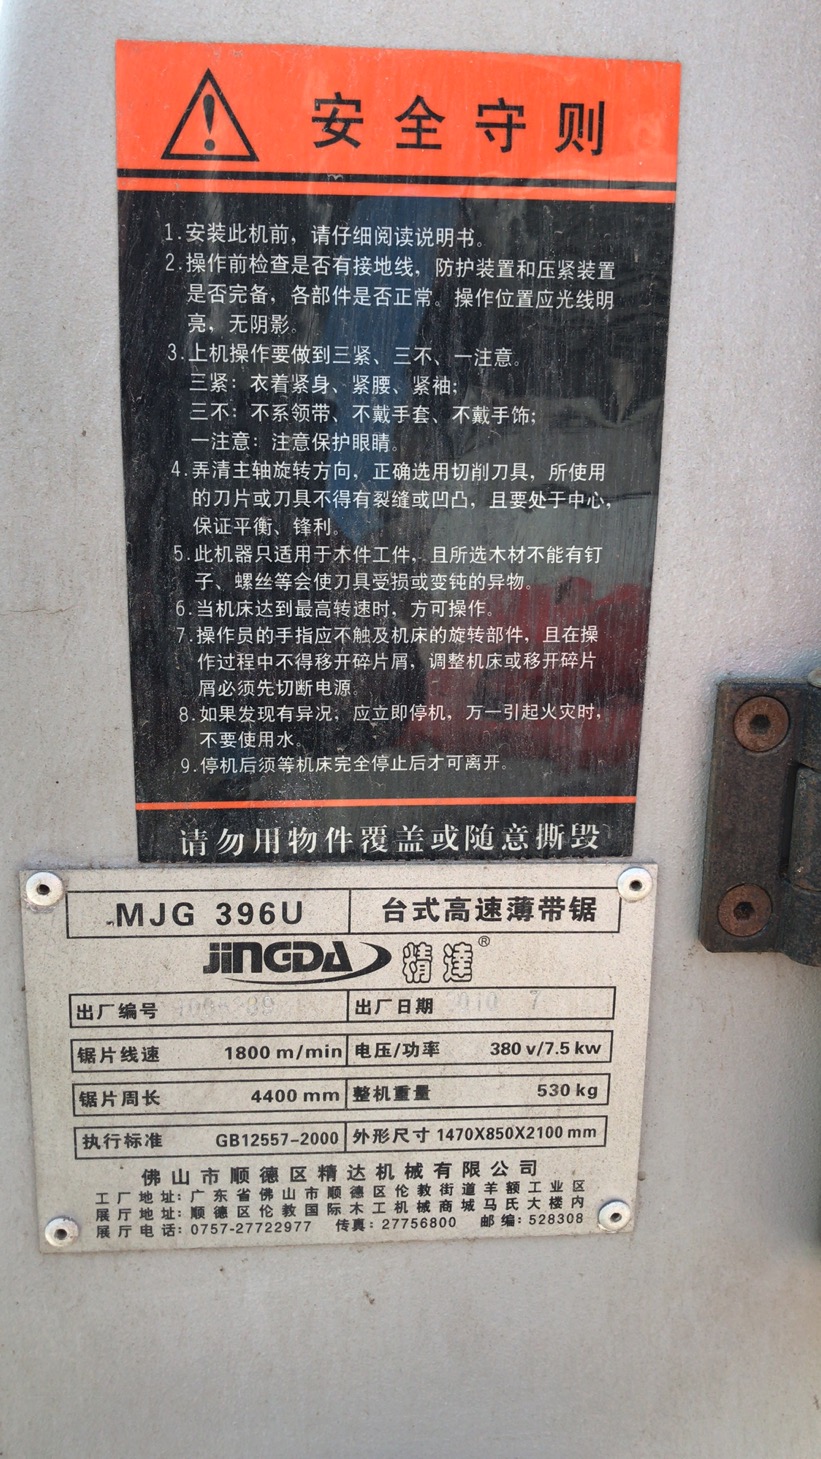 安全守则
1.安装此机前，请仔细阅读说明书。
2.操作前检查是否有接地线，防护装置和压紧装置
是否完备，各部件是否正常。操作位置应光线明
亮，无阴影。
3.上机操作要做到三紧、三不、一注意。
三紧：衣着紧身、紧腰、紧袖；
三不：不系领带、不戴手套、不戴手饰；
一注意：注意保护眼睛。
4.弄清主轴旋转方向，正确选用切削刀具，所使用
的刀片或刀具不得有裂缝或凹凸，且要处于中心，
保证平衡、锋利。
5.此机器只适用于木件工件，且所选木材不能有钉
子、螺丝等会使刀具受损或变钝的异物。
6.当机床达到最高转速时，方可操作。
7.操作员的手指应不触及机床的旋转部件，且在操
作过程中不得移开碎片屑，调整机床或移开碎片
屑必须先切断电源。
8.如果发现有异况，应立即停机，万一引起火灾时，
不要使用水。
9.停机后须等机床完全停止后才可离开。
请勿用物件覆盖或随意撕毁
MJG 396U 台式高速薄带锯
JINGDA 精達®
出厂编号 出厂日期
锯片线速 1800 m/min 电压/功率 380 v/7.5 kw
锯片周长 4400 mm 整机重量 530 kg
执行标准 GB12557-2000 外形尺寸 1470X850X2100 mm
佛山市顺德区精达机械有限公司
工厂地址：广东省佛山市顺德区伦教街道羊额工业区
展厅地址：顺德区伦教国际木工机械商城马氏大楼内
展厅电话：0757-27722977 传真：27756800 邮编：528308